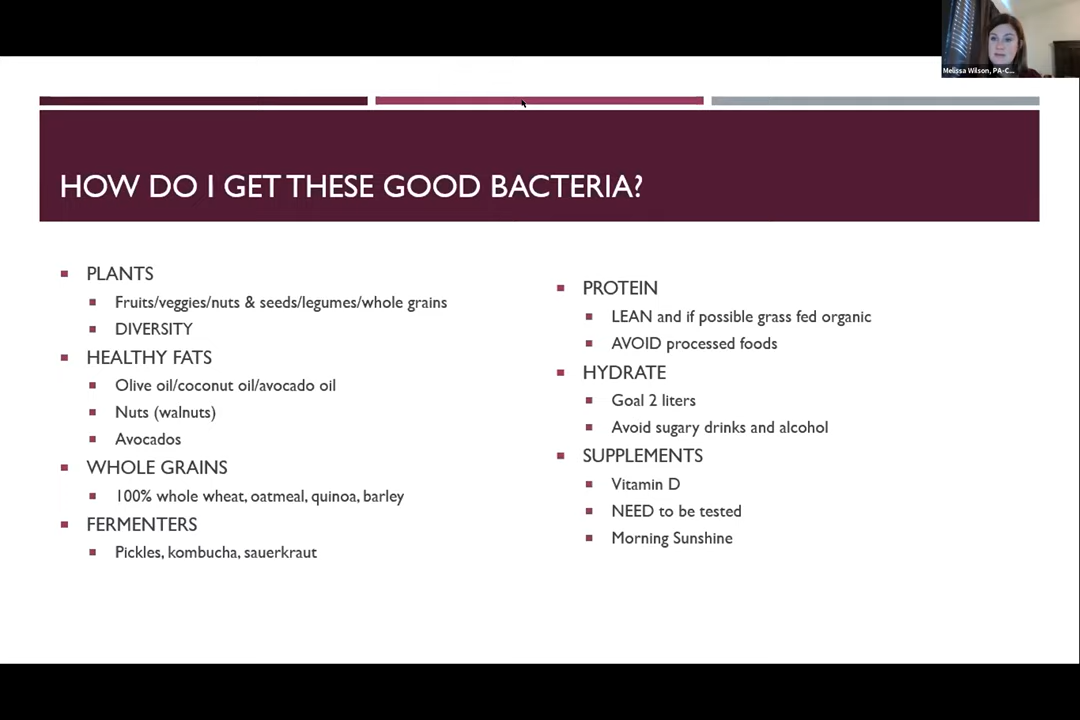 Melissa Wilson, PA-C...
HOW DO I GET THESE GOOD BACTERIA?
PLANTS
Fruits/veggies/nuts & seeds/legumes/whole grains
DIVERSITY
HEALTHY FATS
Olive oil/coconut oil/avocado oil
Nuts (walnuts)
Avocados
WHOLE GRAINS
100% whole wheat, oatmeal, quinoa, barley
FERMENTERS
Pickles, kombucha, sauerkraut
PROTEIN
LEAN and if possible grass fed organic
AVOID processed foods
HYDRATE
Goal 2 liters
Avoid sugary drinks and alcohol
SUPPLEMENTS
Vitamin D
NEED to be tested
Morning Sunshine